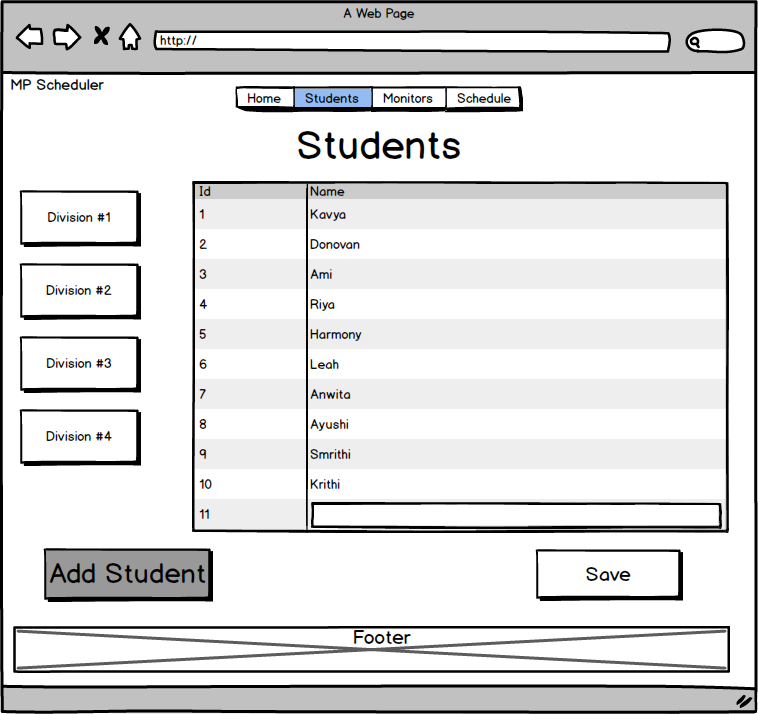 A Web Page
http://
MP Scheduler
Home Students Monitors Schedule
Students
Division #1
Division #2
Division #3
Division #4
Id Name
1 Kavya
2 Donovan
3 Ami
4 Riya
5 Harmony
6 Leah
7 Anwita
8 Ayushi
9 Smrithi
10 Krithi
11
Add Student
Save
Footer